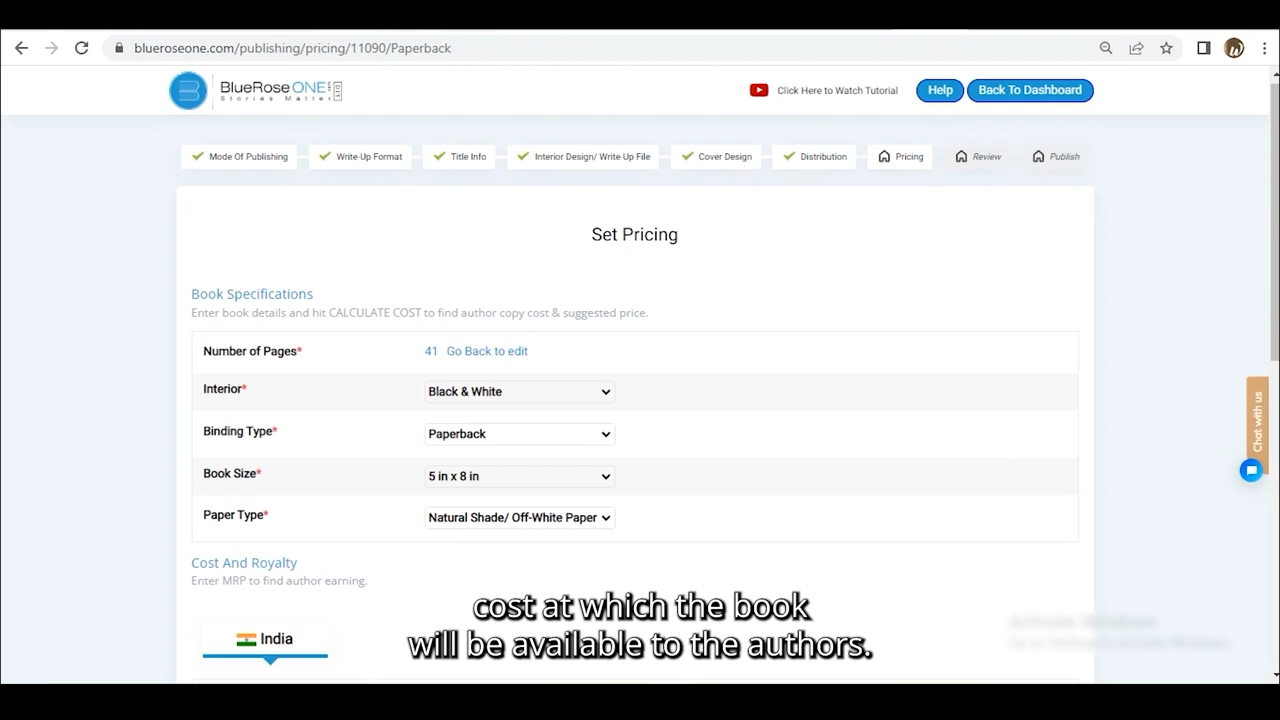 blueroseone.com/publishing/pricing/11090/Paperback
BlueRoseONE
Stories Matter
Click Here to Watch Tutorial
Help
Back To Dashboard
Mode Of Publishing
Write-Up Format
Title Info
Interior Design/ Write-Up File
Cover Design
Distribution
Pricing
Review
Publish
Set Pricing
Book Specifications
Enter book details and hit CALCULATE COST to find author copy cost & suggested price.
Number of Pages*
41 Go Back to edit
Interior*
Black & White
Binding Type*
Paperback
Book Size*
5 in x 8 in
Paper Type*
Natural Shade/ Off-White Paper
Chat with us
Cost And Royalty
Enter MRP to find author earning.
India
cost at which the book
will be available to the authors.
Activate Windows